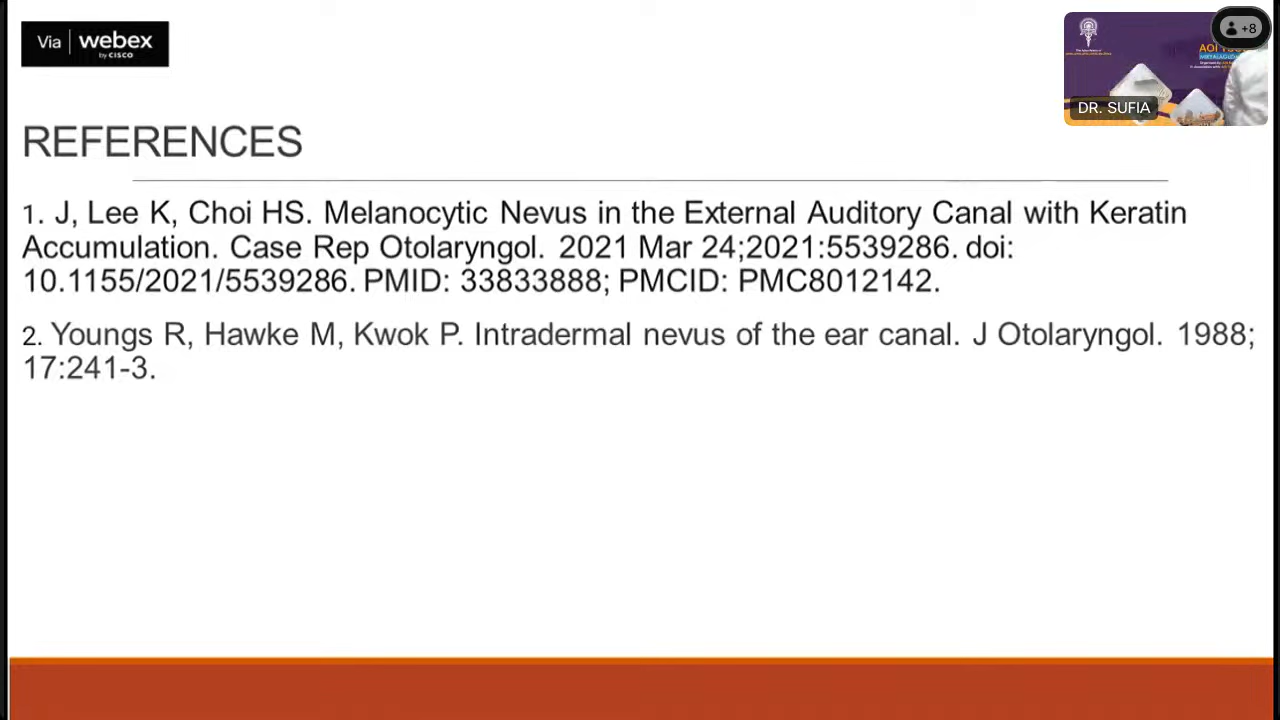 Via webex
by CISCO
+8
DR. SUFIA
REFERENCES
1. J, Lee K, Choi HS. Melanocytic Nevus in the External Auditory Canal with Keratin
Accumulation. Case Rep Otolaryngol. 2021 Mar 24;2021:5539286. doi:
10.1155/2021/5539286. PMID: 33833888; PMCID: PMC8012142.
2. Youngs R, Hawke M, Kwok P. Intradermal nevus of the ear canal. J Otolaryngol. 1988;
17:241-3.